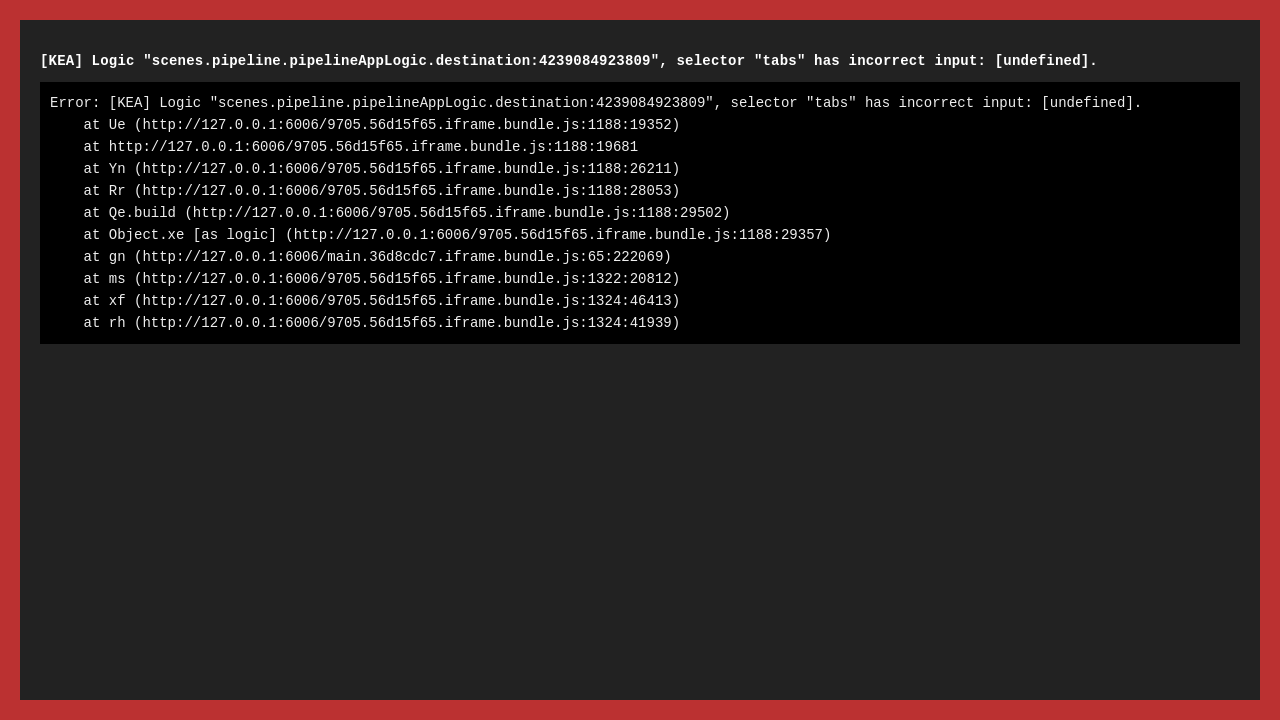 [KEA] Logic "scenes.pipeline.pipelineAppLogic.destination:4239084923809", selector "tabs" has incorrect input: [undefined].
Error: [KEA] Logic "scenes.pipeline.pipelineAppLogic.destination:4239084923809", selector "tabs" has incorrect input: [undefined].
    at Ue (http://127.0.0.1:6006/9705.56d15f65.iframe.bundle.js:1188:19352)
    at http://127.0.0.1:6006/9705.56d15f65.iframe.bundle.js:1188:19681
    at Yn (http://127.0.0.1:6006/9705.56d15f65.iframe.bundle.js:1188:26211)
    at Rr (http://127.0.0.1:6006/9705.56d15f65.iframe.bundle.js:1188:28053)
    at Qe.build (http://127.0.0.1:6006/9705.56d15f65.iframe.bundle.js:1188:29502)
    at Object.xe [as logic] (http://127.0.0.1:6006/9705.56d15f65.iframe.bundle.js:1188:29357)
    at gn (http://127.0.0.1:6006/main.36d8cdc7.iframe.bundle.js:65:222069)
    at ms (http://127.0.0.1:6006/9705.56d15f65.iframe.bundle.js:1322:20812)
    at xf (http://127.0.0.1:6006/9705.56d15f65.iframe.bundle.js:1324:46413)
    at rh (http://127.0.0.1:6006/9705.56d15f65.iframe.bundle.js:1324:41939)